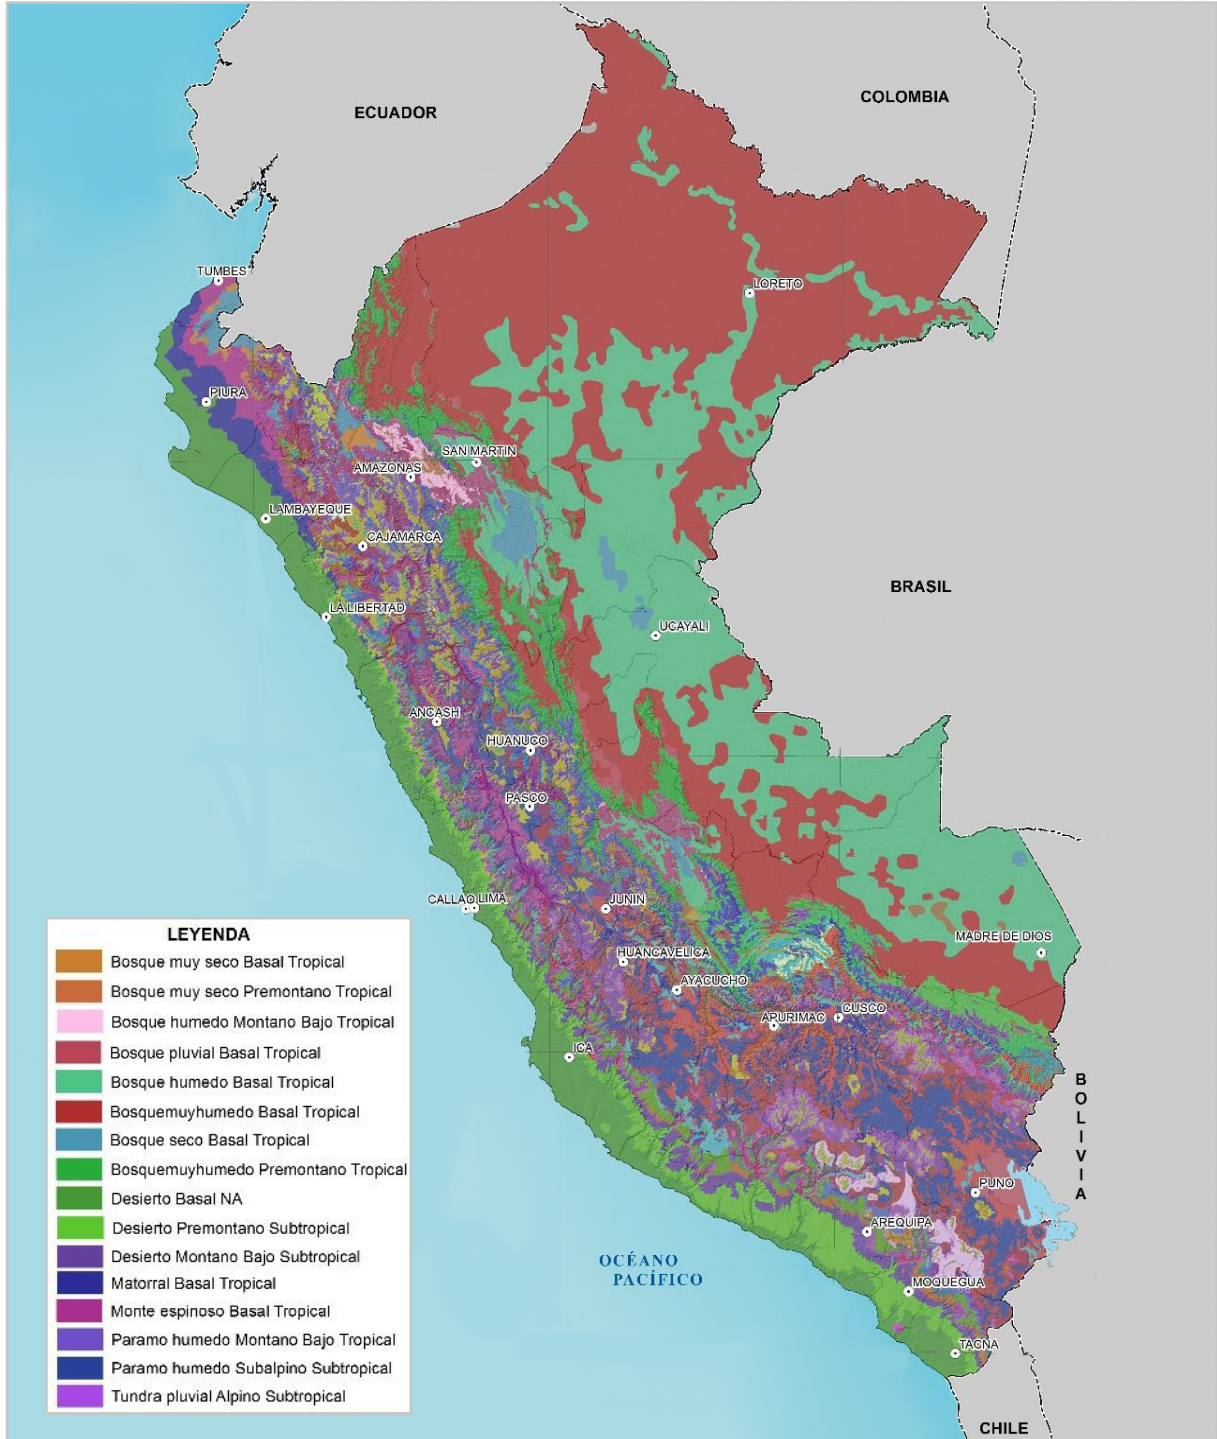 COLOMBIA
ECUADOR
TUMBES
LORETO
PIURA
SAN MARTIN
AMAZONAS
LAMBAYEQUE
CAJAMARCA
BRASIL
LA LIBERTAD
UCAYALI
ANCASH
HUANUCO
PASCO
CALLAO
LIMA
JUNIN
MADRE DE DIOS
HUANCAVELICA
AYACUCHO
CUSCO
APURIMAC
ICA
BOLIVIA
PUNO
AREQUIPA
OCÉANO
PACÍFICO
MOQUEGUA
TACNA
CHILE
LEYENDA
Bosque muy seco Basal Tropical
Bosque muy seco Premontano Tropical
Bosque humedo Montano Bajo Tropical
Bosque pluvial Basal Tropical
Bosque humedo Basal Tropical
Bosquemuyhumedo Basal Tropical
Bosque seco Basal Tropical
Bosquemuyhumedo Premontano Tropical
Desierto Basal NA
Desierto Premontano Subtropical
Desierto Montano Bajo Subtropical
Matorral Basal Tropical
Monte espinoso Basal Tropical
Paramo humedo Montano Bajo Tropical
Paramo humedo Subalpino Subtropical
Tundra pluvial Alpino Subtropical